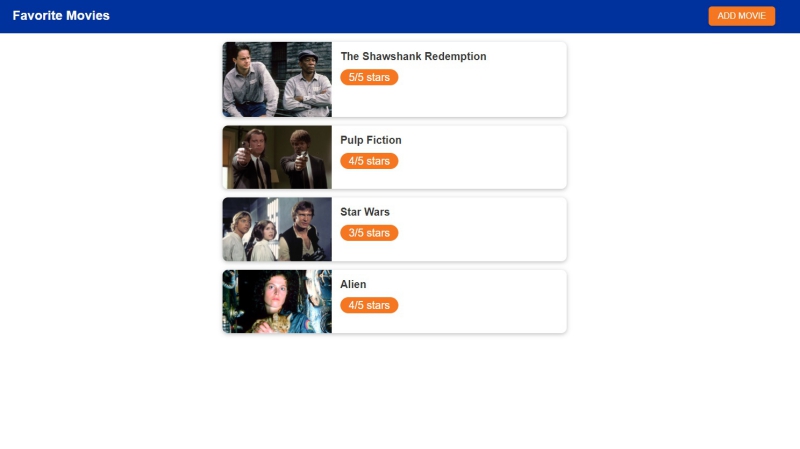 Favorite Movies
ADD MOVIE
The Shawshank Redemption
5/5 stars
Pulp Fiction
4/5 stars
Star Wars
3/5 stars
Alien
4/5 stars